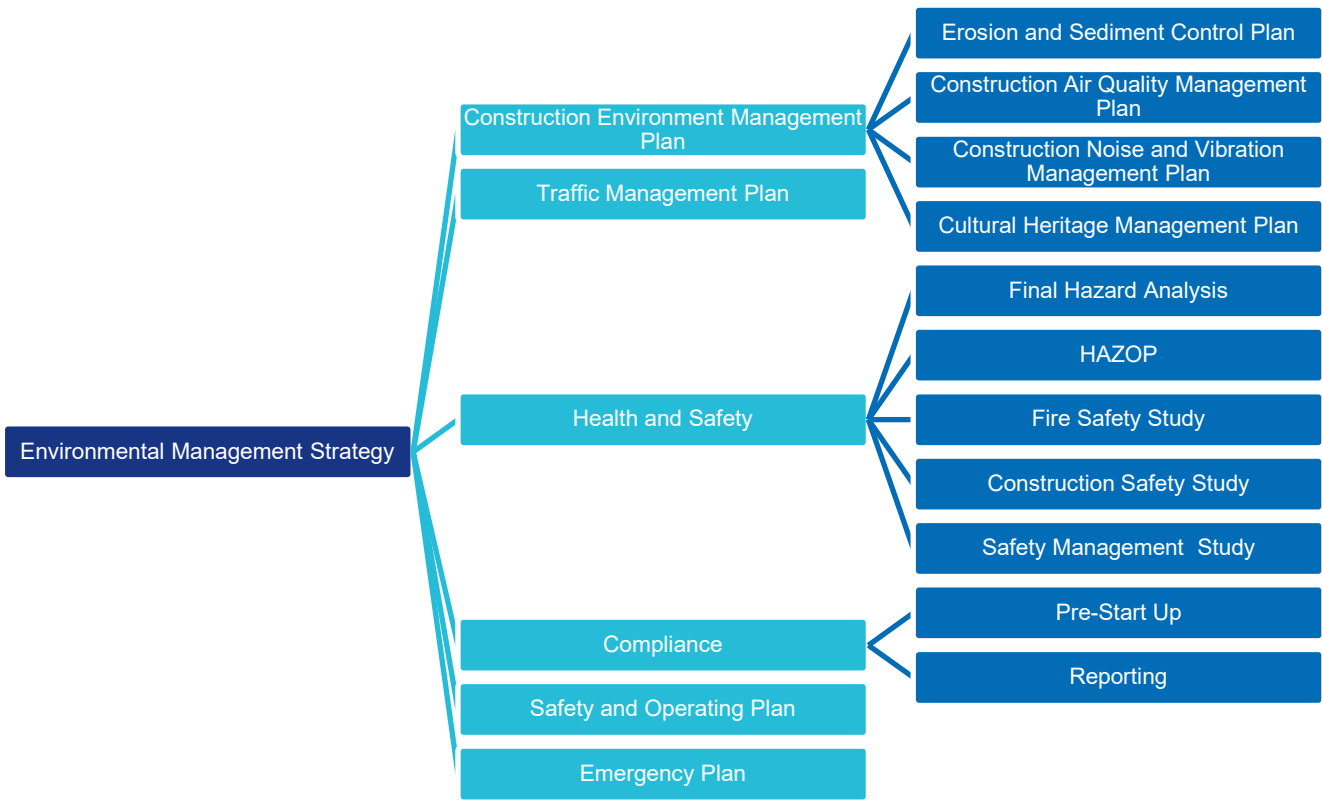 Environmental Management Strategy
Construction Environment Management
Plan
Erosion and Sediment Control Plan
Construction Air Quality Management
Plan
Construction Noise and Vibration
Management Plan
Cultural Heritage Management Plan
Traffic Management Plan
Health and Safety
Final Hazard Analysis
HAZOP
Fire Safety Study
Construction Safety Study
Safety Management  Study
Compliance
Pre-Start Up
Reporting
Safety and Operating Plan
Emergency Plan